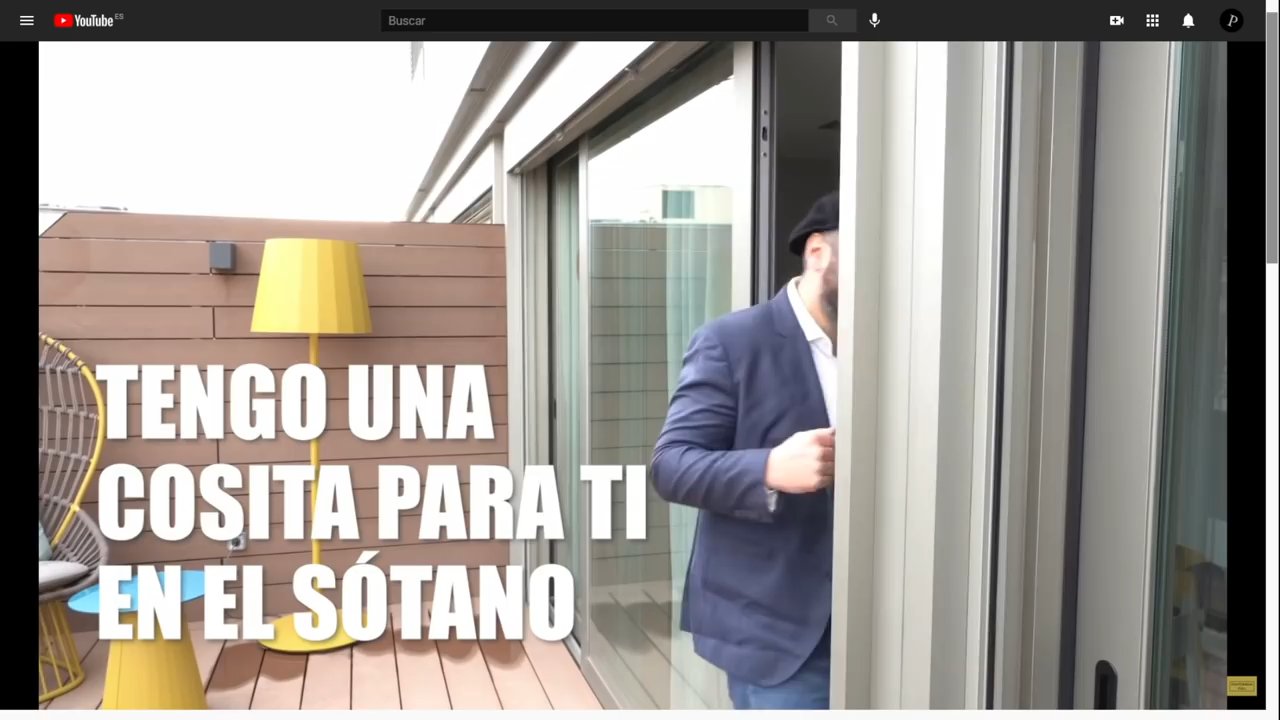 YouTube ES
Buscar
TENGO UNA
COSITA PARA TI
EN EL SÓTANO